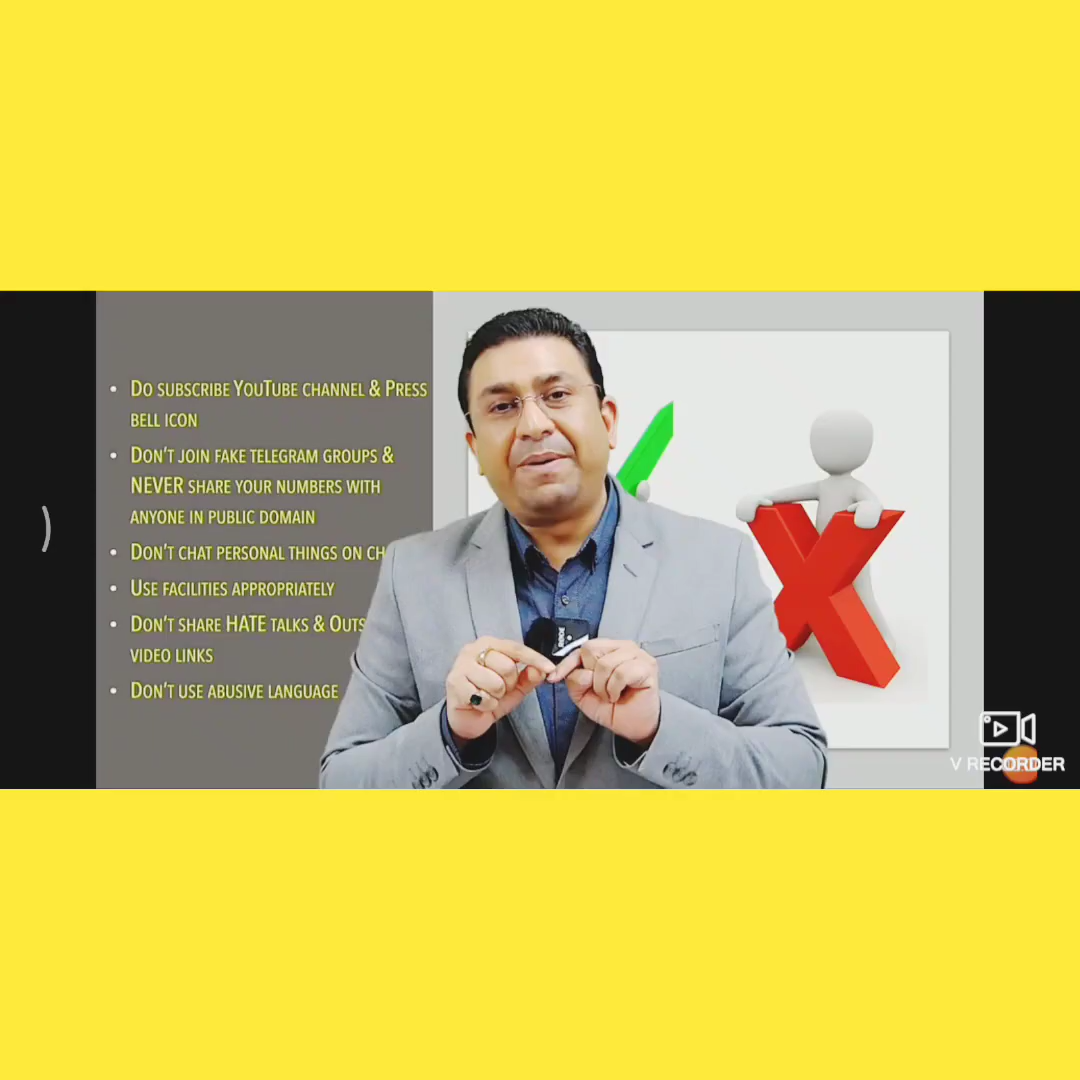 • Do subscribe YouTube channel & Press
bell icon
• Don't join fake telegram groups &
NEVER share your numbers with
anyone in public domain
• Don't chat personal things on ch
• Use facilities appropriately
• Don't share HATE talks & Outs
video links
• Don't use abusive language
V RECORDER